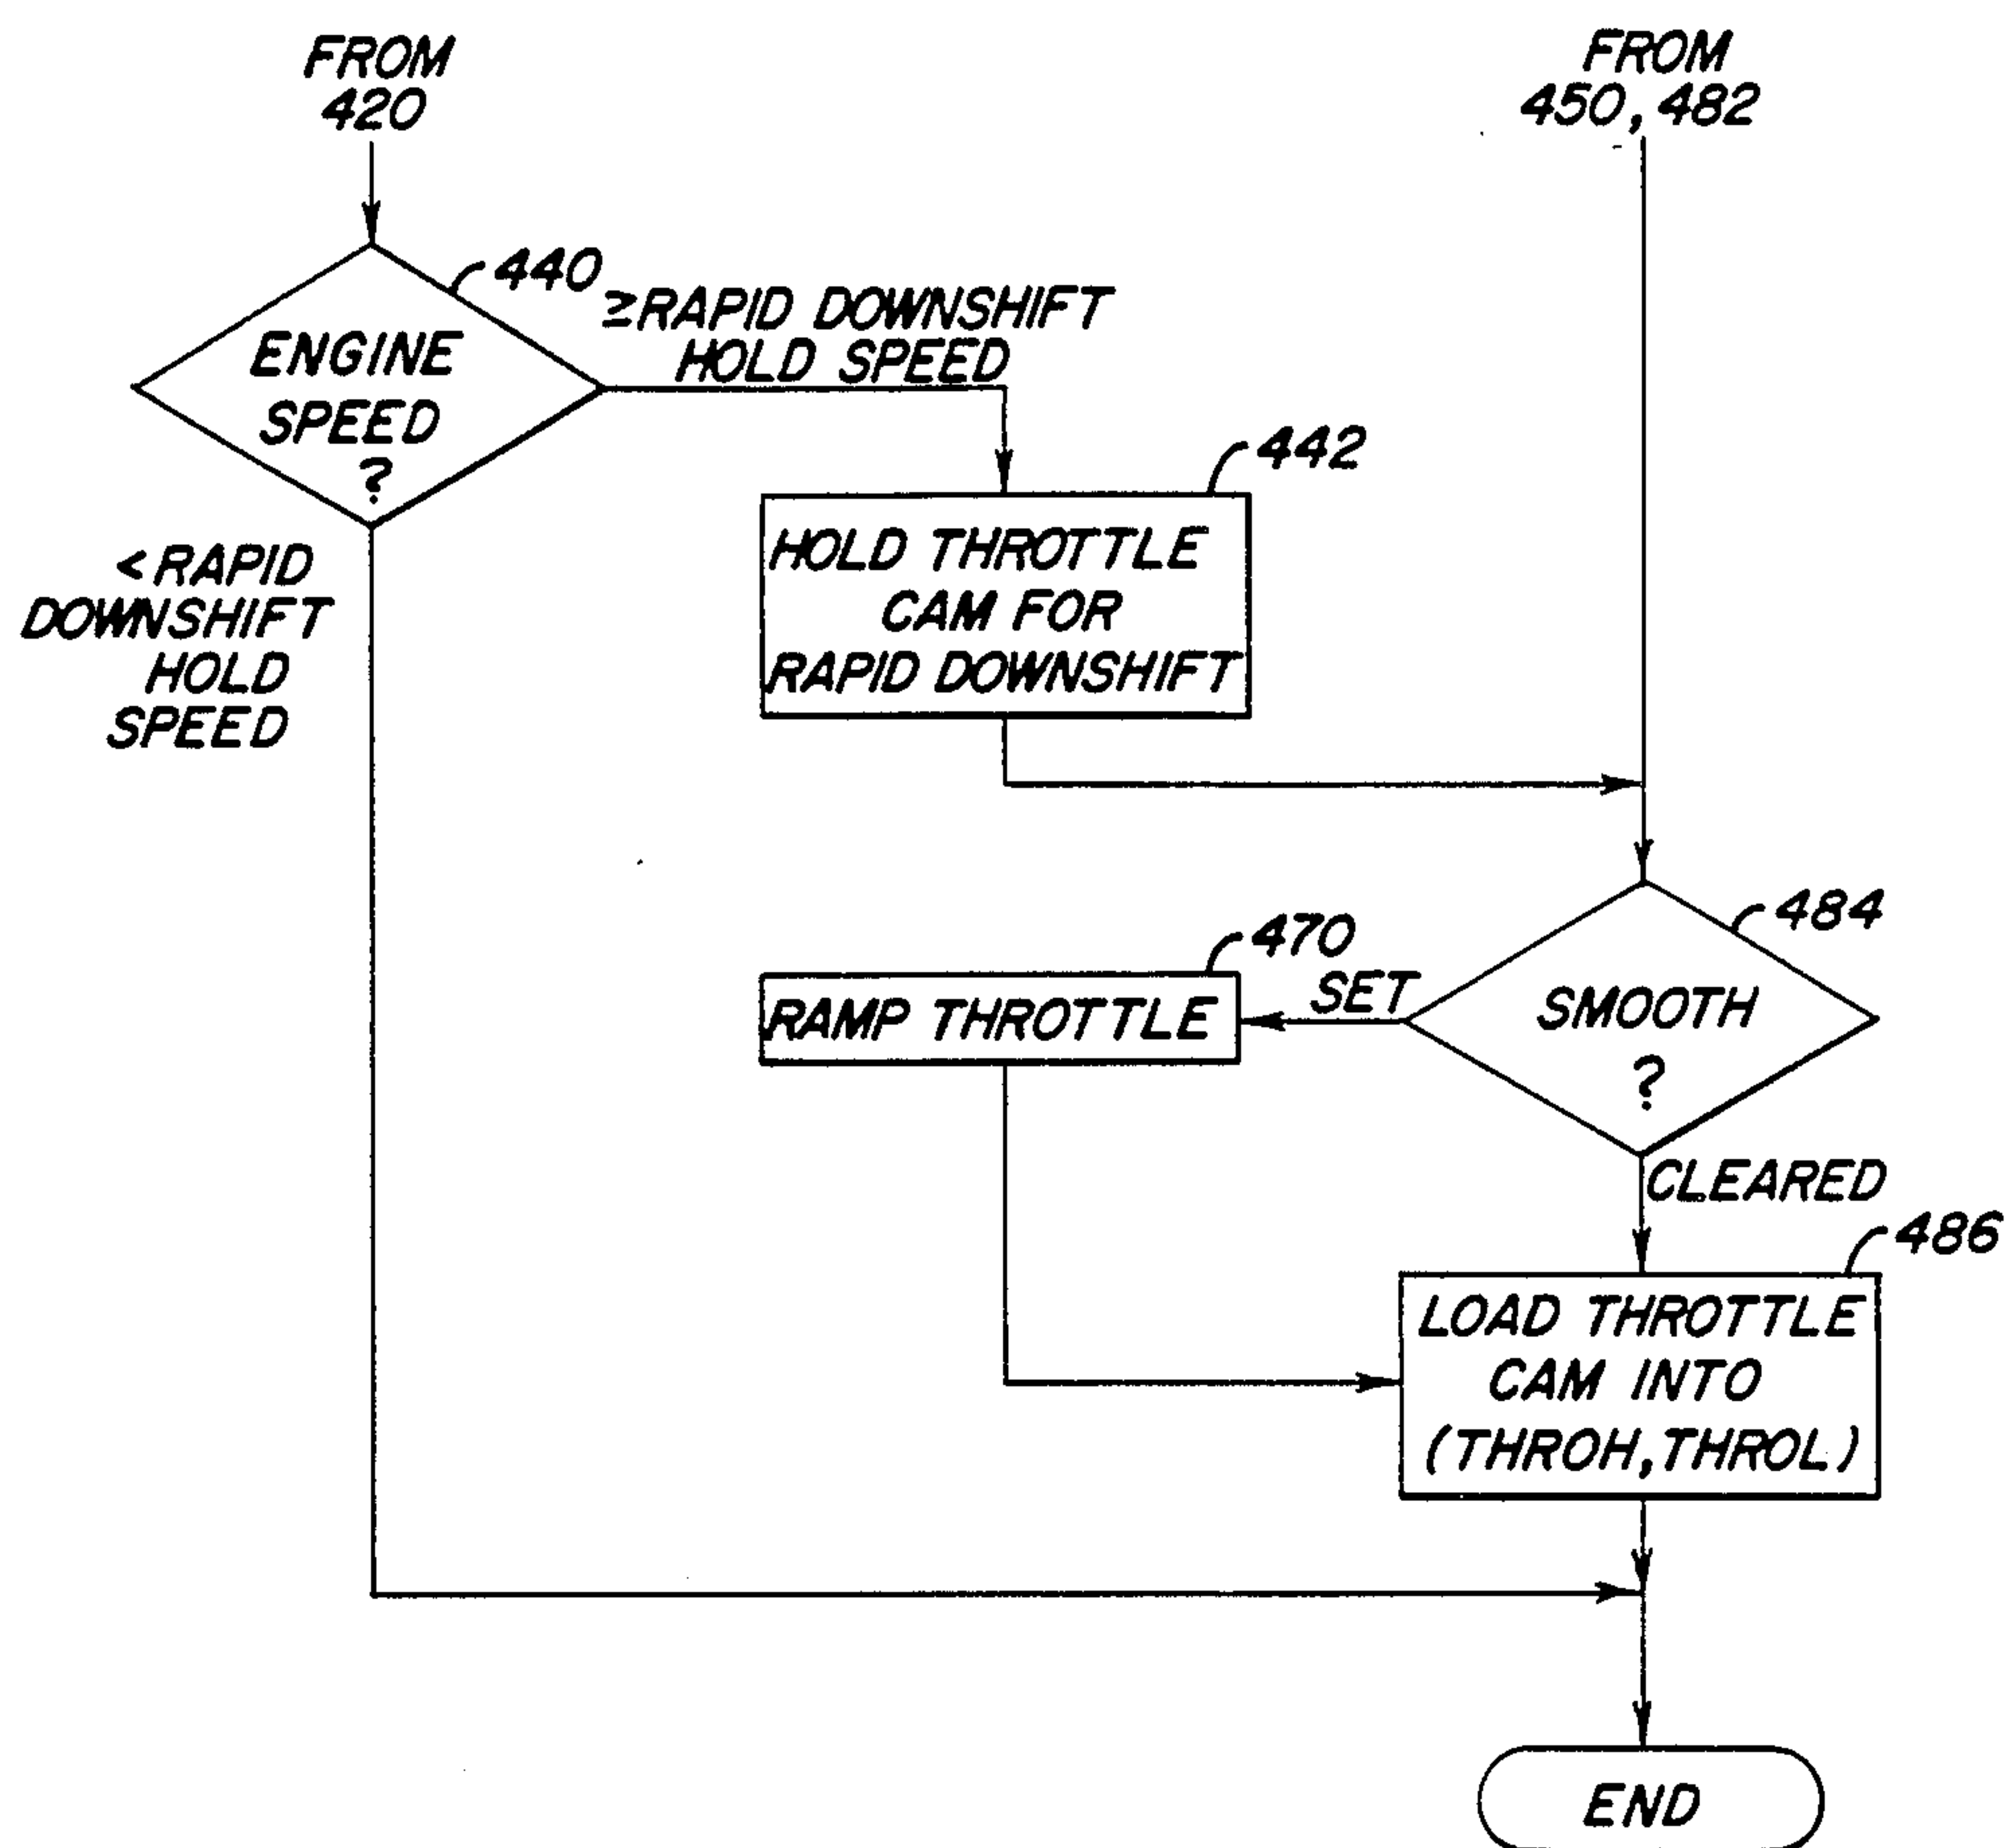 FROM
420
FROM
450, 482
440
ENGINE
SPEED
?
≥RAPID DOWNSHIFT
HOLD SPEED
<RAPID
DOWNSHIFT
HOLD
SPEED
442
HOLD THROTTLE
CAM FOR
RAPID DOWNSHIFT
484
SMOOTH
?
SET
470
RAMP THROTTLE
CLEARED
486
LOAD THROTTLE
CAM INTO
(THROH, THROL)
END